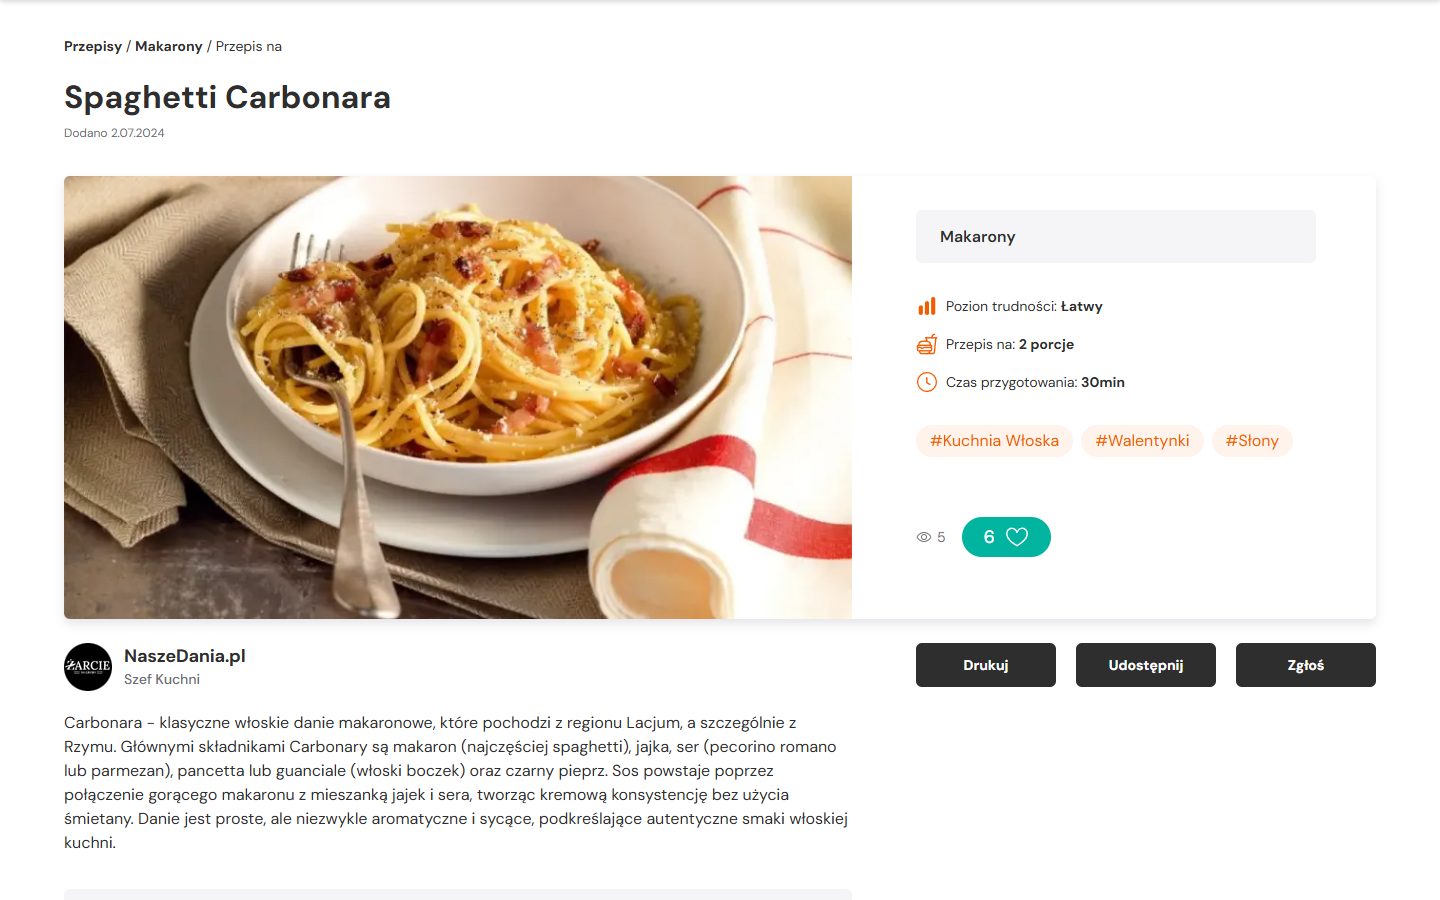 Przepisy / Makarony / Przepis na
Spaghetti Carbonara
Dodano 2.07.2024
Makarony
Pozion trudności: Łatwy
Przepis na: 2 porcje
Czas przygotowania: 30min
#Kuchnia Włoska #Walentynki #Słony
5 6
ŻARCIE
NaszeDania.pl
Szef Kuchni
Drukuj Udostępnij Zgłoś
Carbonara - klasyczne włoskie danie makaronowe, które pochodzi z regionu Lacjum, a szczególnie z
Rzymu. Głównymi składnikami Carbonary są makaron (najczęściej spaghetti), jajka, ser (pecorino romano
lub parmezan), pancetta lub guanciale (włoski boczek) oraz czarny pieprz. Sos powstaje poprzez
połączenie gorącego makaronu z mieszanką jajek i sera, tworząc kremową konsystencję bez użycia
śmietany. Danie jest proste, ale niezwykle aromatyczne i sycące, podkreślające autentyczne smaki włoskiej
kuchni.